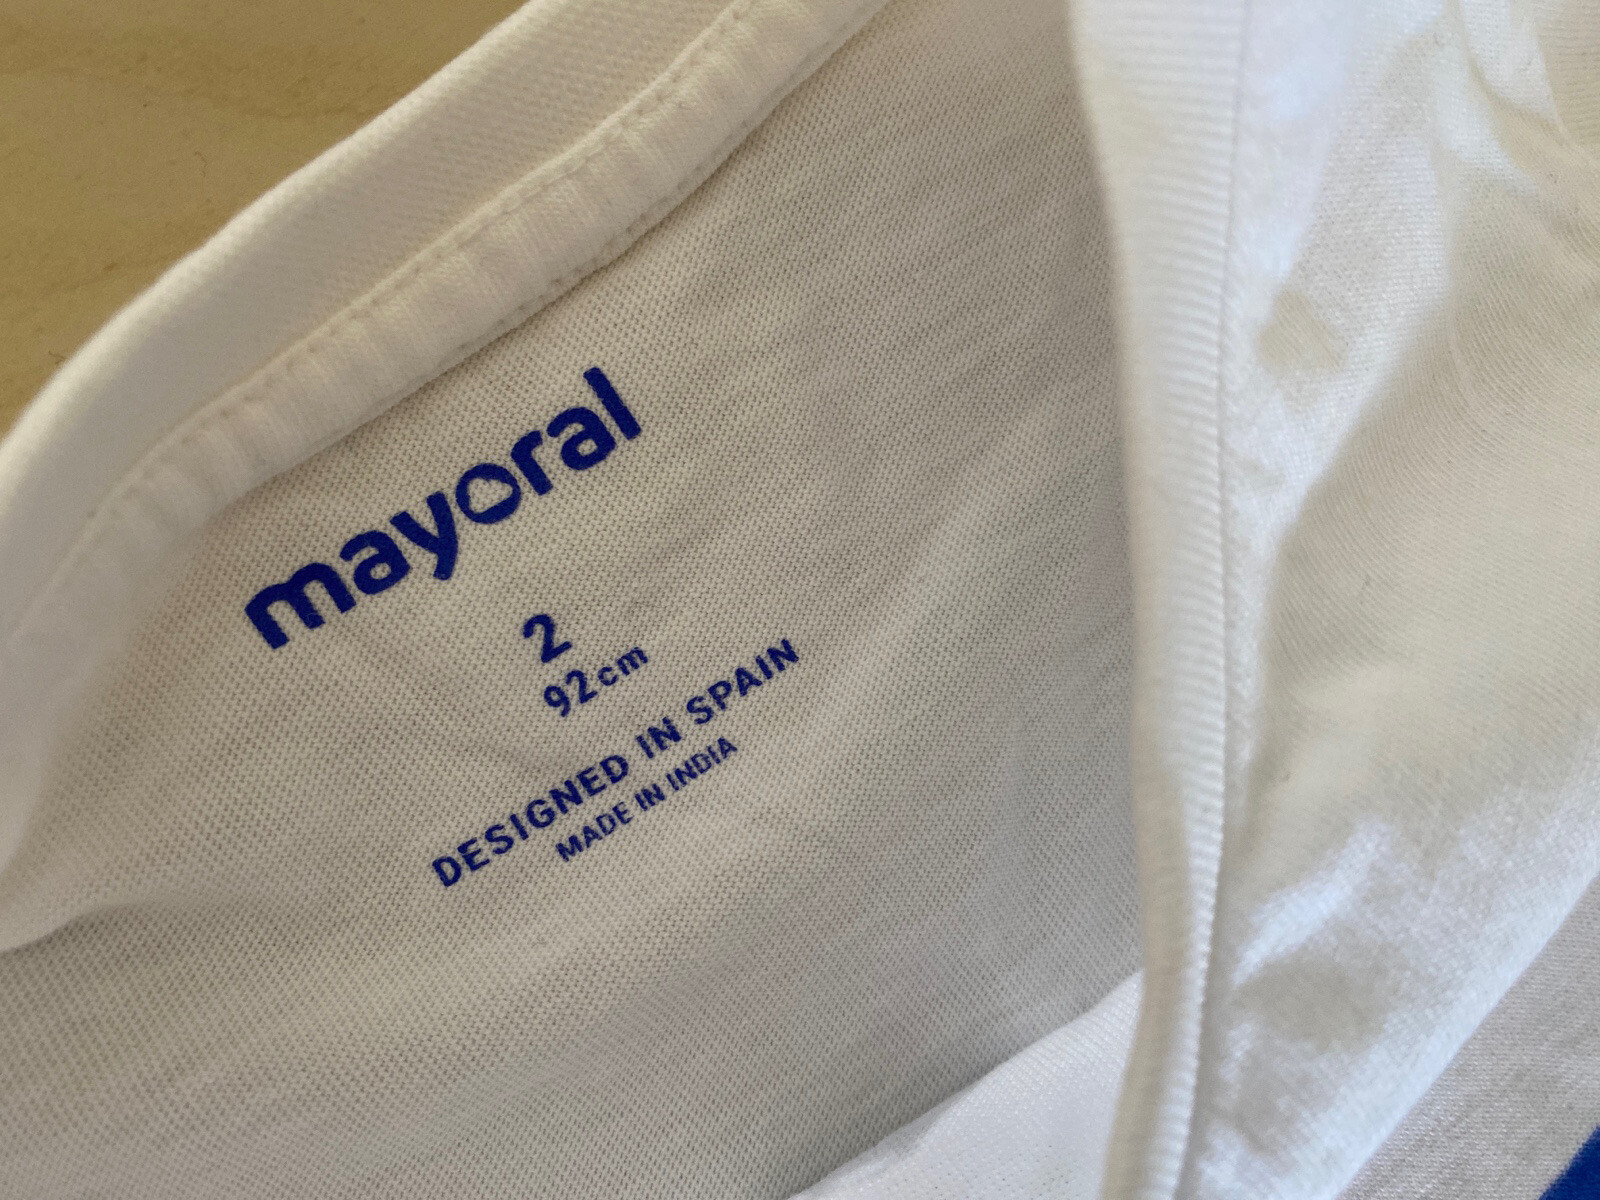 mayoral
2
92cm
DESIGNED IN SPAIN
MADE IN INDIA